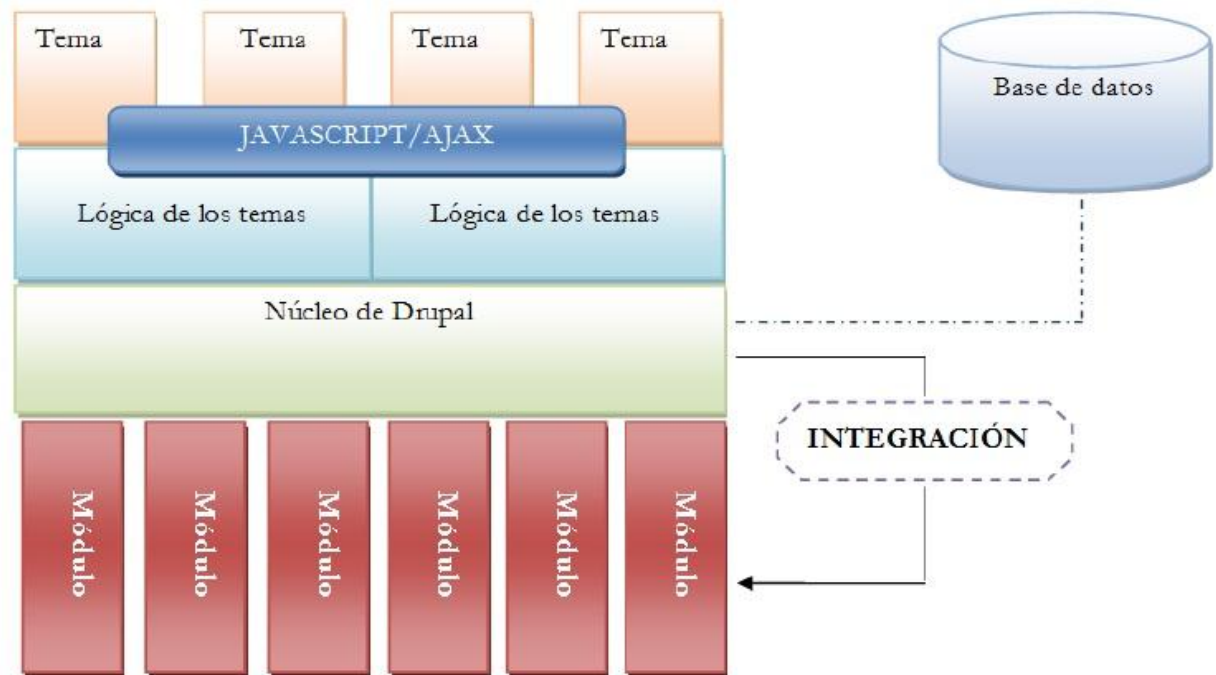 Tema
Tema
Tema
Tema
Base de datos
JAVASCRIPT/AJAX
Lógica de los temas
Lógica de los temas
Núcleo de Drupal
INTEGRACIÓN
Módulo
Módulo
Módulo
Módulo
Módulo
Módulo